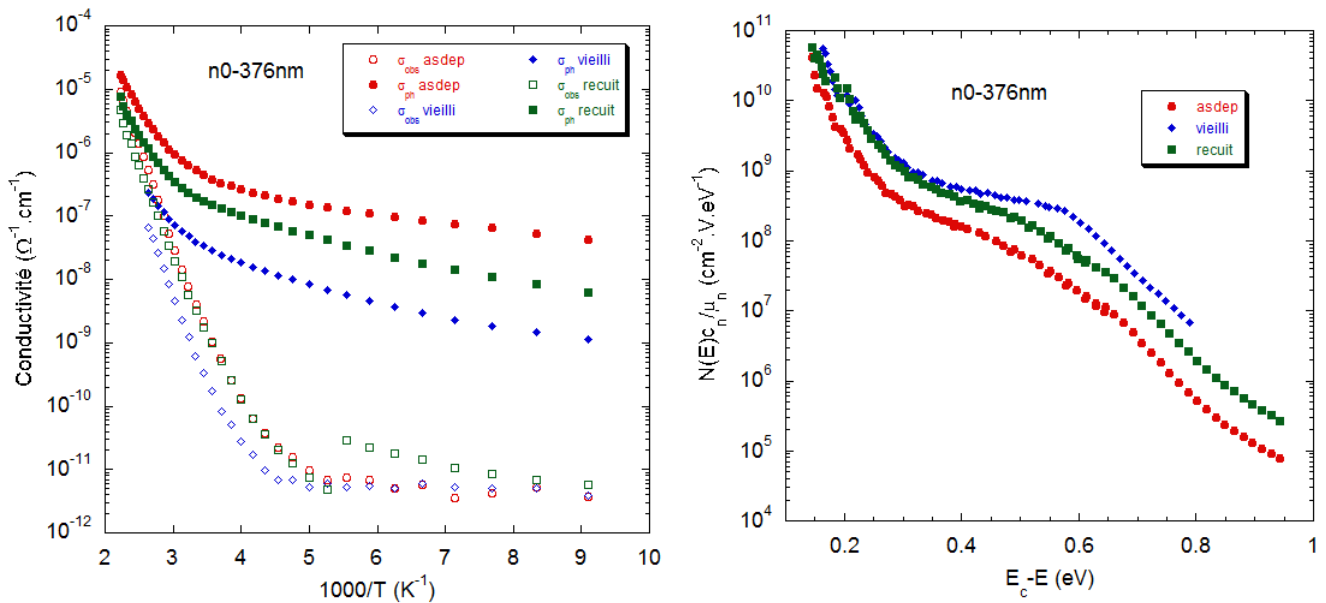 n0-376nm
σobs asdep
σph asdep
σobs vieilli
σph vieilli
σobs recuit
σph recuit
Conductivité (Ω⁻¹.cm⁻¹)
10⁻⁴
10⁻⁵
10⁻⁶
10⁻⁷
10⁻⁸
10⁻⁹
10⁻¹⁰
10⁻¹¹
10⁻¹²
2 3 4 5 6 7 8 9 10
1000/T (K⁻¹)
n0-376nm
asdep
vieilli
recuit
N(E)cₙ/μₙ (cm⁻².V.eV⁻¹)
10¹¹
10¹⁰
10⁹
10⁸
10⁷
10⁶
10⁵
10⁴
0.2 0.4 0.6 0.8 1
Ec-E (eV)